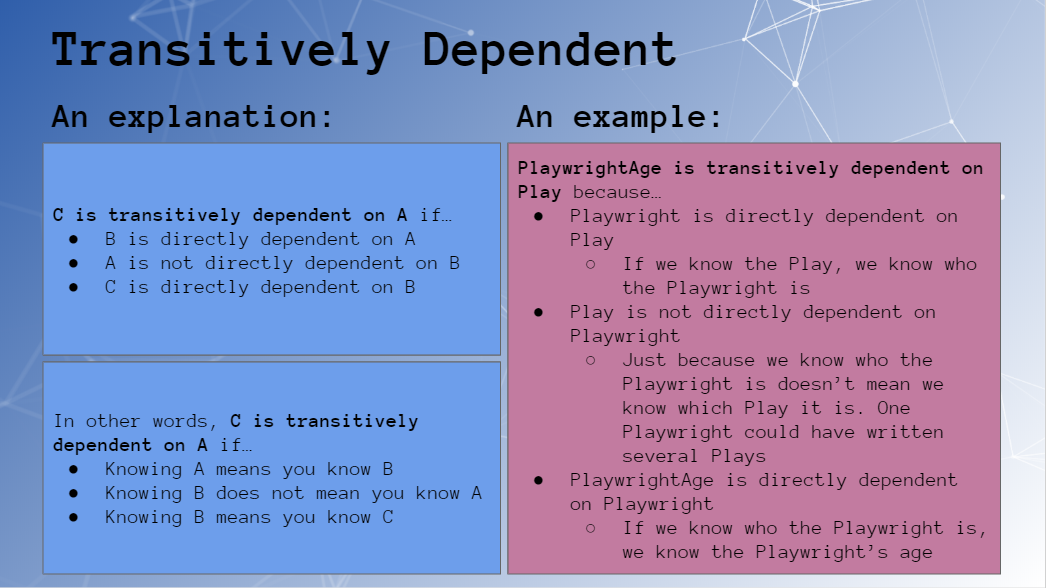 Transitively Dependent
An explanation:
C is transitively dependent on A if…
● B is directly dependent on A
● A is not directly dependent on B
● C is directly dependent on B
In other words, C is transitively
dependent on A if…
● Knowing A means you know B
● Knowing B does not mean you know A
● Knowing B means you know C
An example:
PlaywrightAge is transitively dependent on
Play because…
● Playwright is directly dependent on
Play
○ If we know the Play, we know who
the Playwright is
● Play is not directly dependent on
Playwright
○ Just because we know who the
Playwright is doesn’t mean we
know which Play it is. One
Playwright could have written
several Plays
● PlaywrightAge is directly dependent
on Playwright
○ If we know who the Playwright is,
we know the Playwright’s age